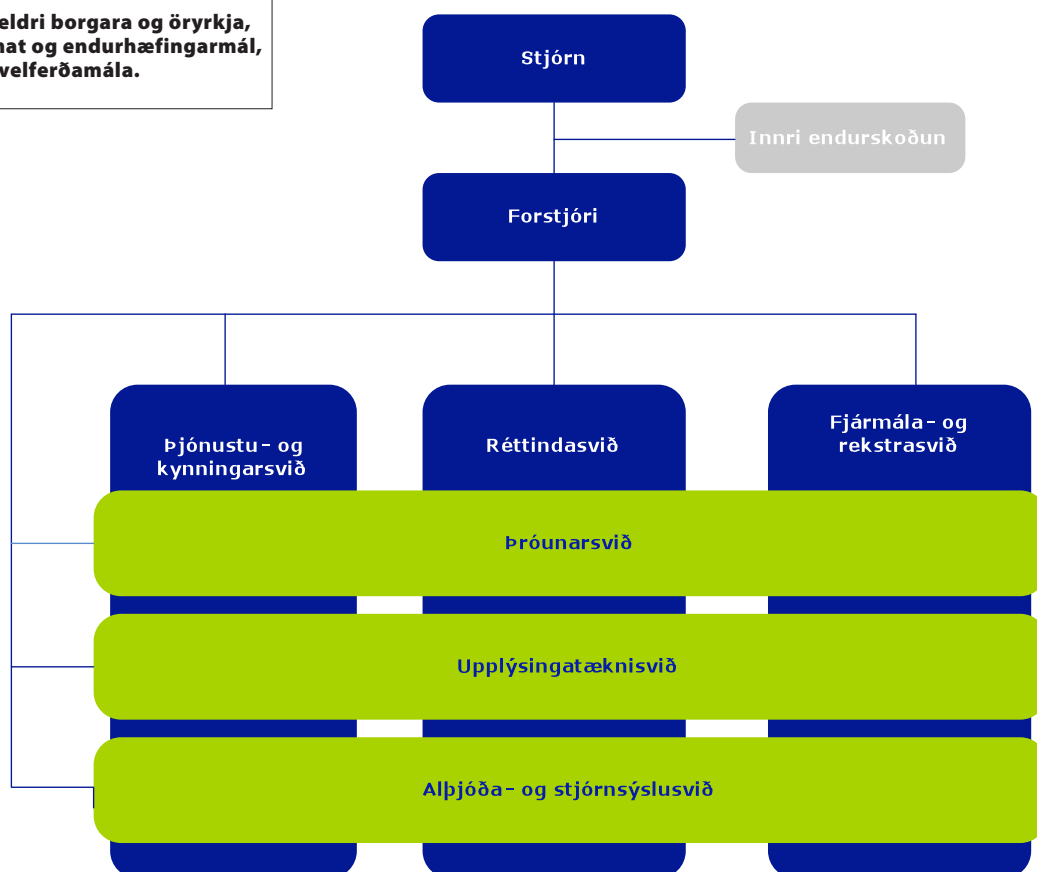 eldri borgara og öryrkja,
og endurhæfingarmál,
velferðamála.
Stjórn
Innri endurskoðun
Forstjóri
Þjónustu- og
kynningarsvið
Réttindasvið
Fjármála- og
rekstrasvið
Þróunarsvið
Upplýsingatæknisvið
Alþjóða- og stjórnsýslusvið